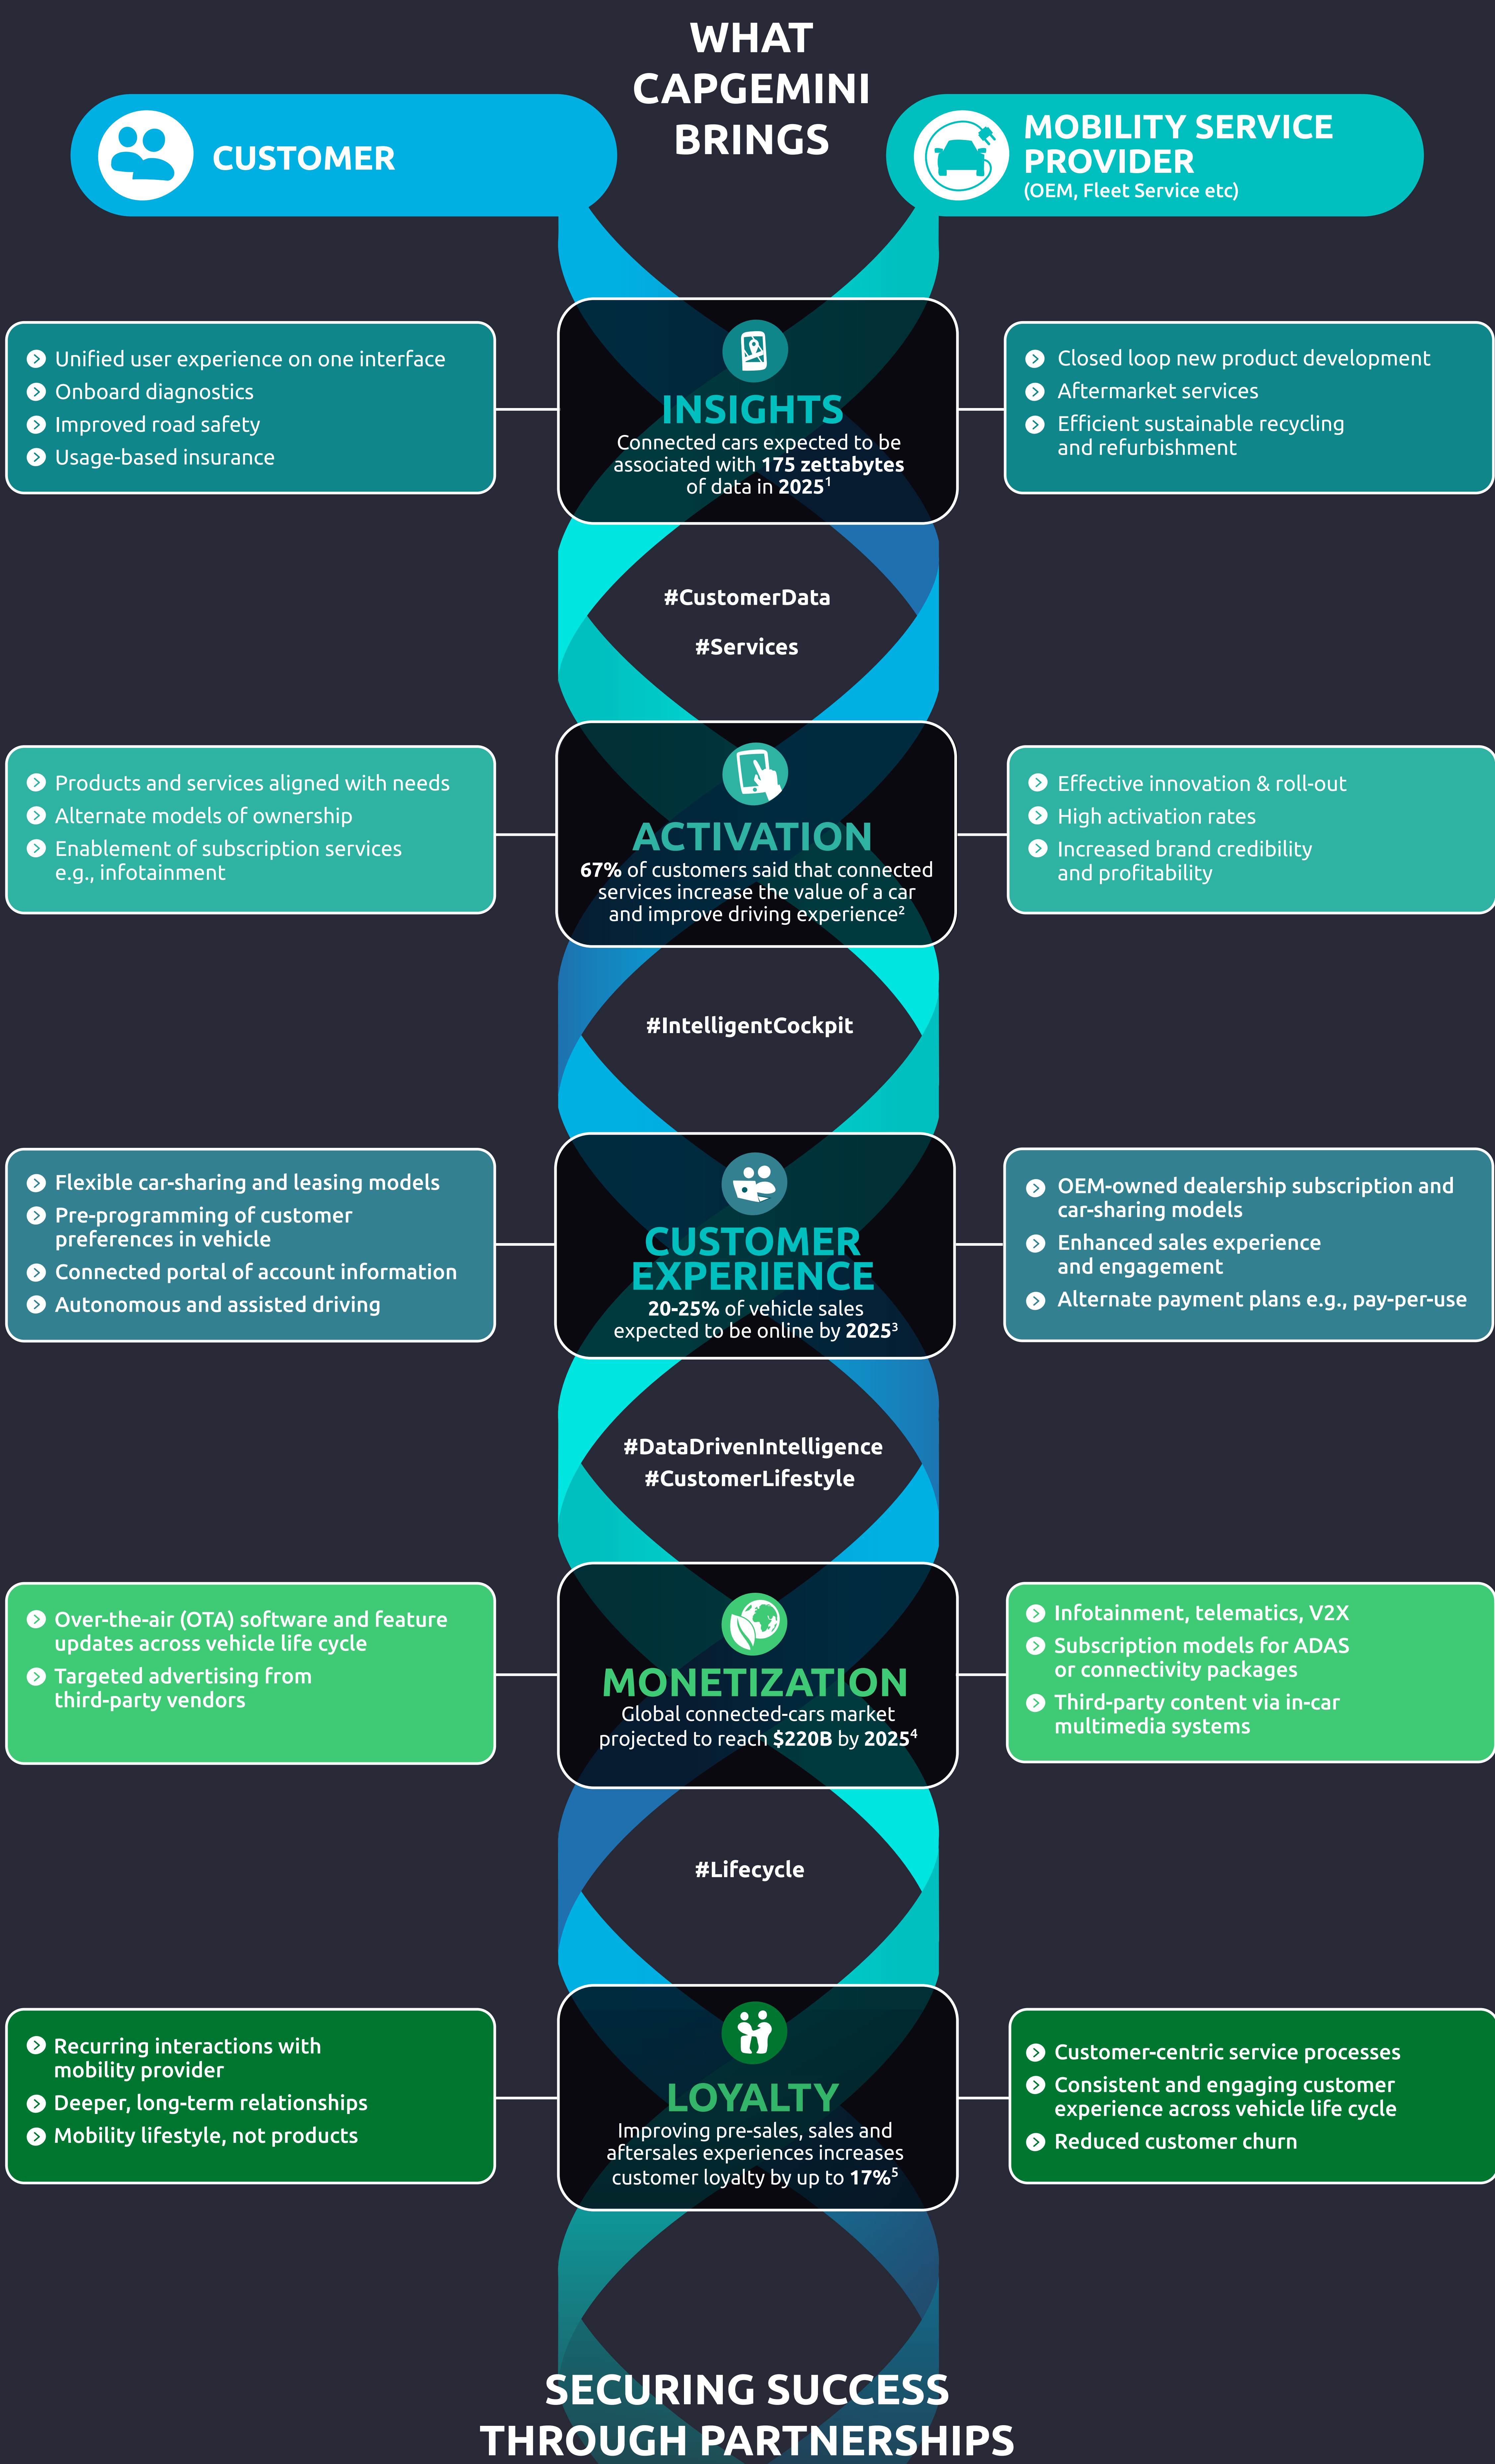 WHAT
CAPGEMINI
BRINGS
CUSTOMER
MOBILITY SERVICE
PROVIDER
(OEM, Fleet Service etc)
Unified user experience on one interface
Onboard diagnostics
Improved road safety
Usage-based insurance
INSIGHTS
Connected cars expected to be
associated with 175 zettabytes
of data in 2025¹
Closed loop new product development
Aftermarket services
Efficient sustainable recycling
and refurbishment
#CustomerData
#Services
Products and services aligned with needs
Alternate models of ownership
Enablement of subscription services
e.g., infotainment
ACTIVATION
67% of customers said that connected
services increase the value of a car
and improve driving experience²
Effective innovation & roll-out
High activation rates
Increased brand credibility
and profitability
#IntelligentCockpit
Flexible car-sharing and leasing models
Pre-programming of customer
preferences in vehicle
Connected portal of account information
Autonomous and assisted driving
CUSTOMER
EXPERIENCE
20-25% of vehicle sales
expected to be online by 2025³
OEM-owned dealership subscription and
car-sharing models
Enhanced sales experience
and engagement
Alternate payment plans e.g., pay-per-use
#DataDrivenIntelligence
#CustomerLifestyle
Over-the-air (OTA) software and feature
updates across vehicle life cycle
Targeted advertising from
third-party vendors
MONETIZATION
Global connected-cars market
projected to reach $220B by 2025⁴
Infotainment, telematics, V2X
Subscription models for ADAS
or connectivity packages
Third-party content via in-car
multimedia systems
#Lifecycle
Recurring interactions with
mobility provider
Deeper, long-term relationships
Mobility lifestyle, not products
LOYALTY
Improving pre-sales, sales and
aftersales experiences increases
customer loyalty by up to 17%⁵
Customer-centric service processes
Consistent and engaging customer
experience across vehicle life cycle
Reduced customer churn
SECURING SUCCESS
THROUGH PARTNERSHIPS